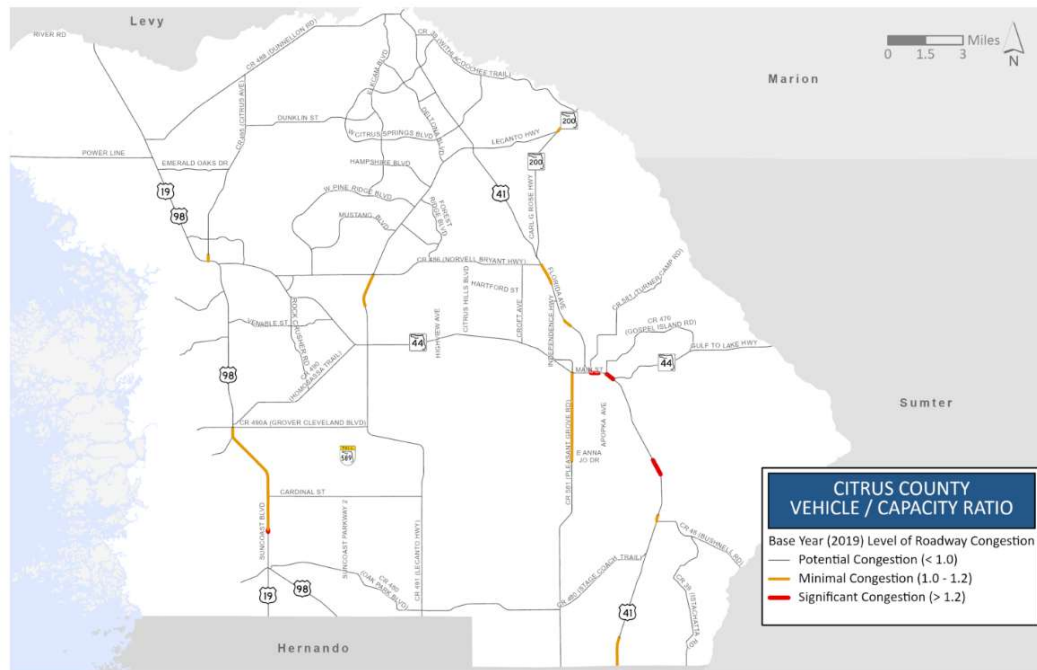 Levy
RIVER RD
CR 488 (DUNNELLON RD)
CR 39 (WITHLACOOCHEE TRAIL)
Miles
0 1.5 3
N
Marion
ELKCAM BLVD
CR 495 (CITRUS AVE)
DUNKLIN ST
W CITRUS SPRINGS BLVD
DELTONA BLVD
200
LECANTO HWY
POWER LINE
EMERALD OAKS DR
HAMPSHIRE BLVD
200
19
98
W PINE RIDGE BLVD
MUSTANG BLVD
FOREST
RIDGE BLVD
41
CARL G ROSE HWY
CR 486 (NORVELL BRYANT HWY)
HARTFORD ST
FLORIDA AVE
CR 581 (TURNER CAMP RD)
VENABLE ST
ROCK CRUSHER RD
CR 490
(HOMOSASSA TRAIL)
HIGHVIEW AVE
CITRUS HILLS BLVD
CROFT AVE
INDEPENDENCE HWY
CR 470
(GOSPEL ISLAND RD)
GULF TO LAKE HWY
44
44
MAIN ST
98
CR 490A (GROVER CLEVELAND BLVD)
APOPKA AVE
Sumter
TOLL
589
CR 581 (PLEASANT GROVE RD)
E ANNA
JO DR
CARDINAL ST
SUNCOAST BLVD
SUNCOAST PARKWAY 2
CR 491 (LECANTO HWY)
CR 48 (BUSHNELL RD)
CR 480
(OAK PARK BLVD)
CR 480 (STAGE COACH TRAIL)
CR 39 (ISTACHATTA
RD)
19
98
41
Hernando
CITRUS COUNTY
VEHICLE / CAPACITY RATIO
Base Year (2019) Level of Roadway Congestion
Potential Congestion (< 1.0)
Minimal Congestion (1.0 - 1.2)
Significant Congestion (> 1.2)